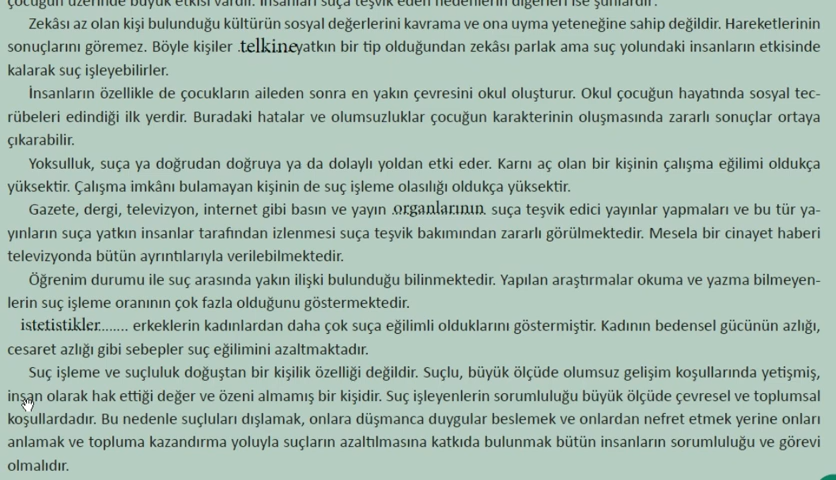 çocuğun üzerinde büyük etkisi vardır. İnsanları suça teşvik eden nedenlerin diğerleri ise şunlardır:
Zekâsı az olan kişi bulunduğu kültürün sosyal değerlerini kavrama ve ona uyma yeteneğine sahip değildir. Hareketlerinin
sonuçlarını göremez. Böyle kişiler .telkine yatkın bir tip olduğundan zekâsı parlak ama suç yolundaki insanların etkisinde
kalarak suç işleyebilirler.
İnsanların özellikle de çocukların aileden sonra en yakın çevresini okul oluşturur. Okul çocuğun hayatında sosyal tec-
rübeleri edindiği ilk yerdir. Buradaki hatalar ve olumsuzluklar çocuğun karakterinin oluşmasında zararlı sonuçlar ortaya
çıkarabilir.
Yoksulluk, suça ya doğrudan doğruya ya da dolaylı yoldan etki eder. Karnı aç olan bir kişinin çalışma eğilimi oldukça
yüksektir. Çalışma imkânı bulamayan kişinin de suç işleme olasılığı oldukça yüksektir.
Gazete, dergi, televizyon, internet gibi basın ve yayın organlarının suça teşvik edici yayınlar yapmaları ve bu tür ya-
yınların suça yatkın insanlar tarafından izlenmesi suça teşvik bakımından zararlı görülmektedir. Mesela bir cinayet haberi
televizyonda bütün ayrıntılarıyla verilebilmektedir.
Öğrenim durumu ile suç arasında yakın ilişki bulunduğu bilinmektedir. Yapılan araştırmalar okuma ve yazma bilmeyen-
lerin suç işleme oranının çok fazla olduğunu göstermektedir.
istetistikler....... erkeklerin kadınlardan daha çok suça eğilimli olduklarını göstermiştir. Kadının bedensel gücünün azlığı,
cesaret azlığı gibi sebepler suç eğilimini azaltmaktadır.
Suç işleme ve suçluluk doğuştan bir kişilik özelliği değildir. Suçlu, büyük ölçüde olumsuz gelişim koşullarında yetişmiş,
insan olarak hak ettiği değer ve özeni almamış bir kişidir. Suç işleyenlerin sorumluluğu büyük ölçüde çevresel ve toplumsal
koşullardadır. Bu nedenle suçluları dışlamak, onlara düşmanca duygular beslemek ve onlardan nefret etmek yerine onları
anlamak ve topluma kazandırma yoluyla suçların azaltılmasına katkıda bulunmak bütün insanların sorumluluğu ve görevi
olmalıdır.